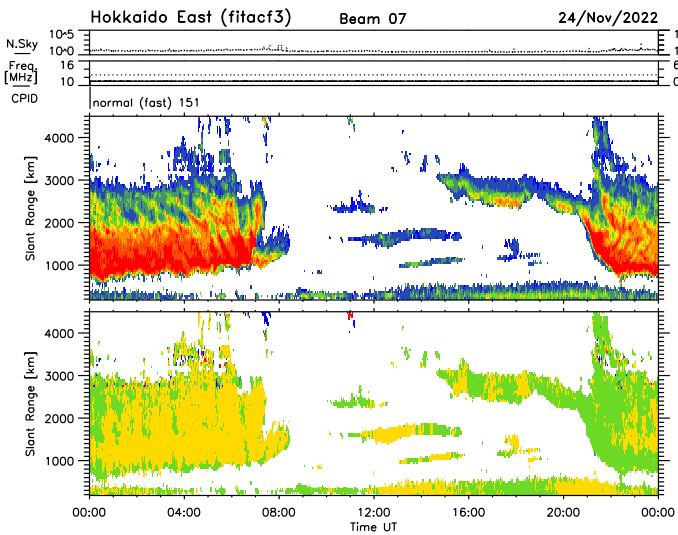 Hokkaido East (fitacf3) Beam 07 24/Nov/2022
N.Sky 10^5 10^0
Freq. [MHz] 16 10 6 0
CPID normal (fast) 151
Slant Range [km] 4000 3000 2000 1000
Slant Range [km] 4000 3000 2000 1000
00:00 04:00 08:00 12:00 16:00 20:00 00:00
Time UT